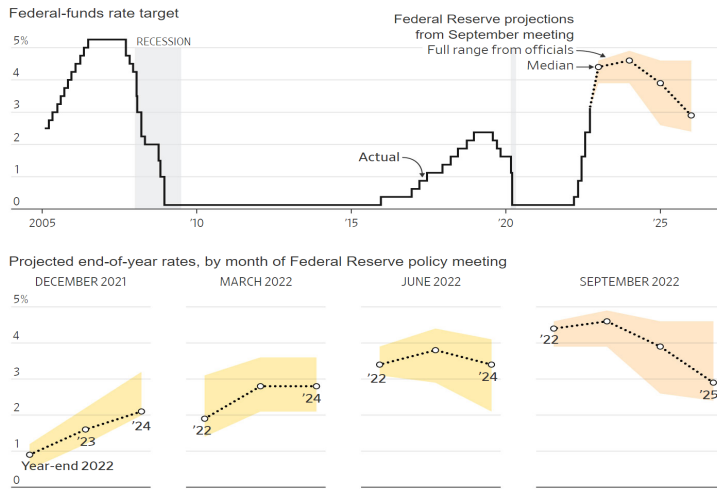 Federal-funds rate target
Federal Reserve projections
from September meeting
Full range from officials
Median
5%
RECESSION
4
3
2
Actual
1
0
2005
’10
’15
’20
’25
Projected end-of-year rates, by month of Federal Reserve policy meeting
DECEMBER 2021
MARCH 2022
JUNE 2022
SEPTEMBER 2022
5%
’22
4
’22
’24
3
’24
’25
2
’24
’22
’23
1
Year-end 2022
0